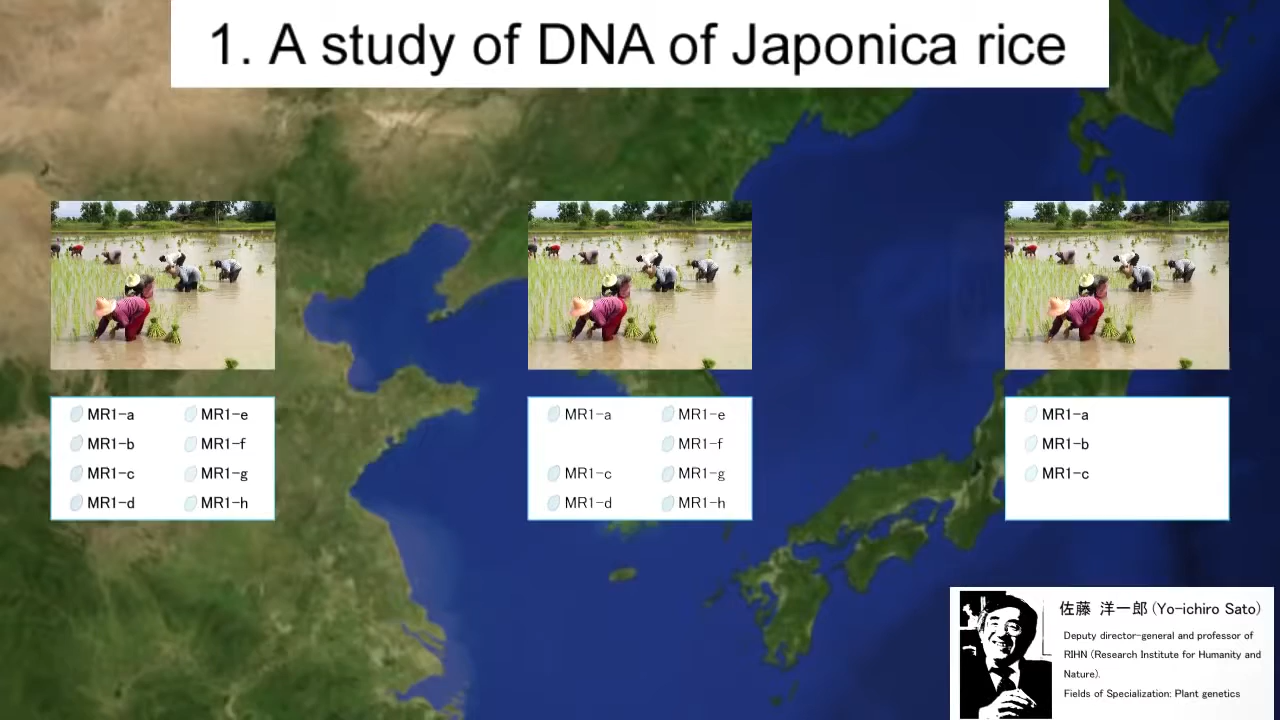 1. A study of DNA of Japonica rice
MR1-a MR1-e
MR1-b MR1-f
MR1-c MR1-g
MR1-d MR1-h
MR1-a MR1-e
MR1-f
MR1-c MR1-g
MR1-d MR1-h
MR1-a
MR1-b
MR1-c
佐藤 洋一郎 (Yo-ichiro Sato)
Deputy director-general and professor of
RIHN (Research Institute for Humanity and
Nature).
Fields of Specialization: Plant genetics